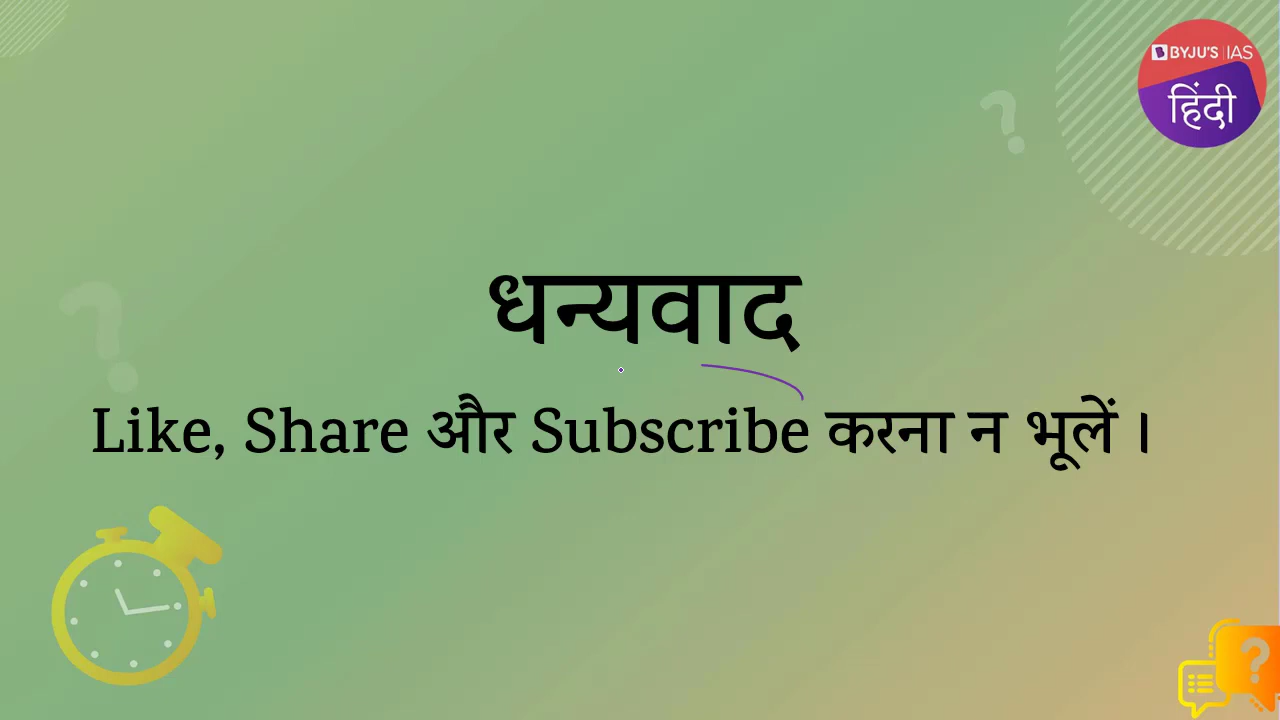 BYJU'S IAS
हिंदी
धन्यवाद
Like, Share और Subscribe करना न भूलें ।